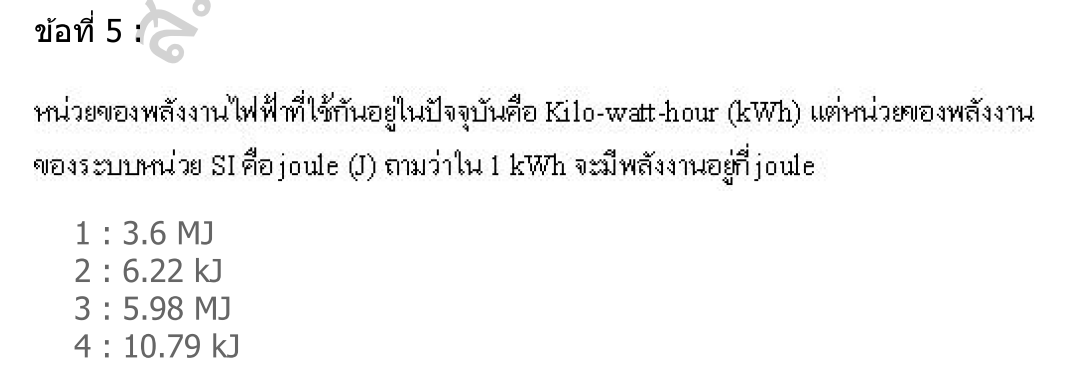 ข้อที่ 5 :
หน่วยของพลังงานไฟฟ้าที่ใช้กันอยู่ในปัจจุบันคือ Kilo-watt-hour (kWh) แต่หน่วยของพลังงาน
ของระบบหน่วย SI คือ joule (J) ถามว่าใน 1 kWh จะมีพลังงานอยู่กี่ joule
1 : 3.6 MJ
2 : 6.22 kJ
3 : 5.98 MJ
4 : 10.79 kJ